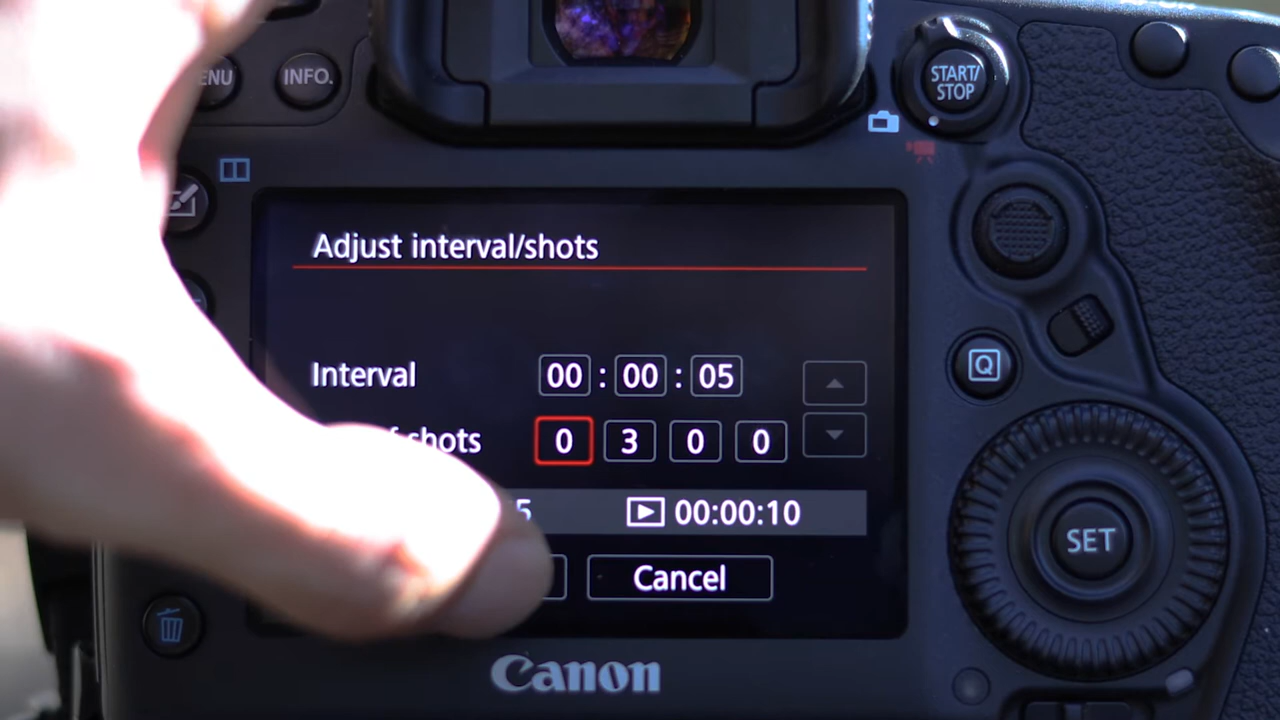 INFO.
START/
STOP
Adjust interval/shots
Interval 00 : 00 : 05
shots 0 3 0 0
5 00:00:10
Cancel
Q
SET
Canon